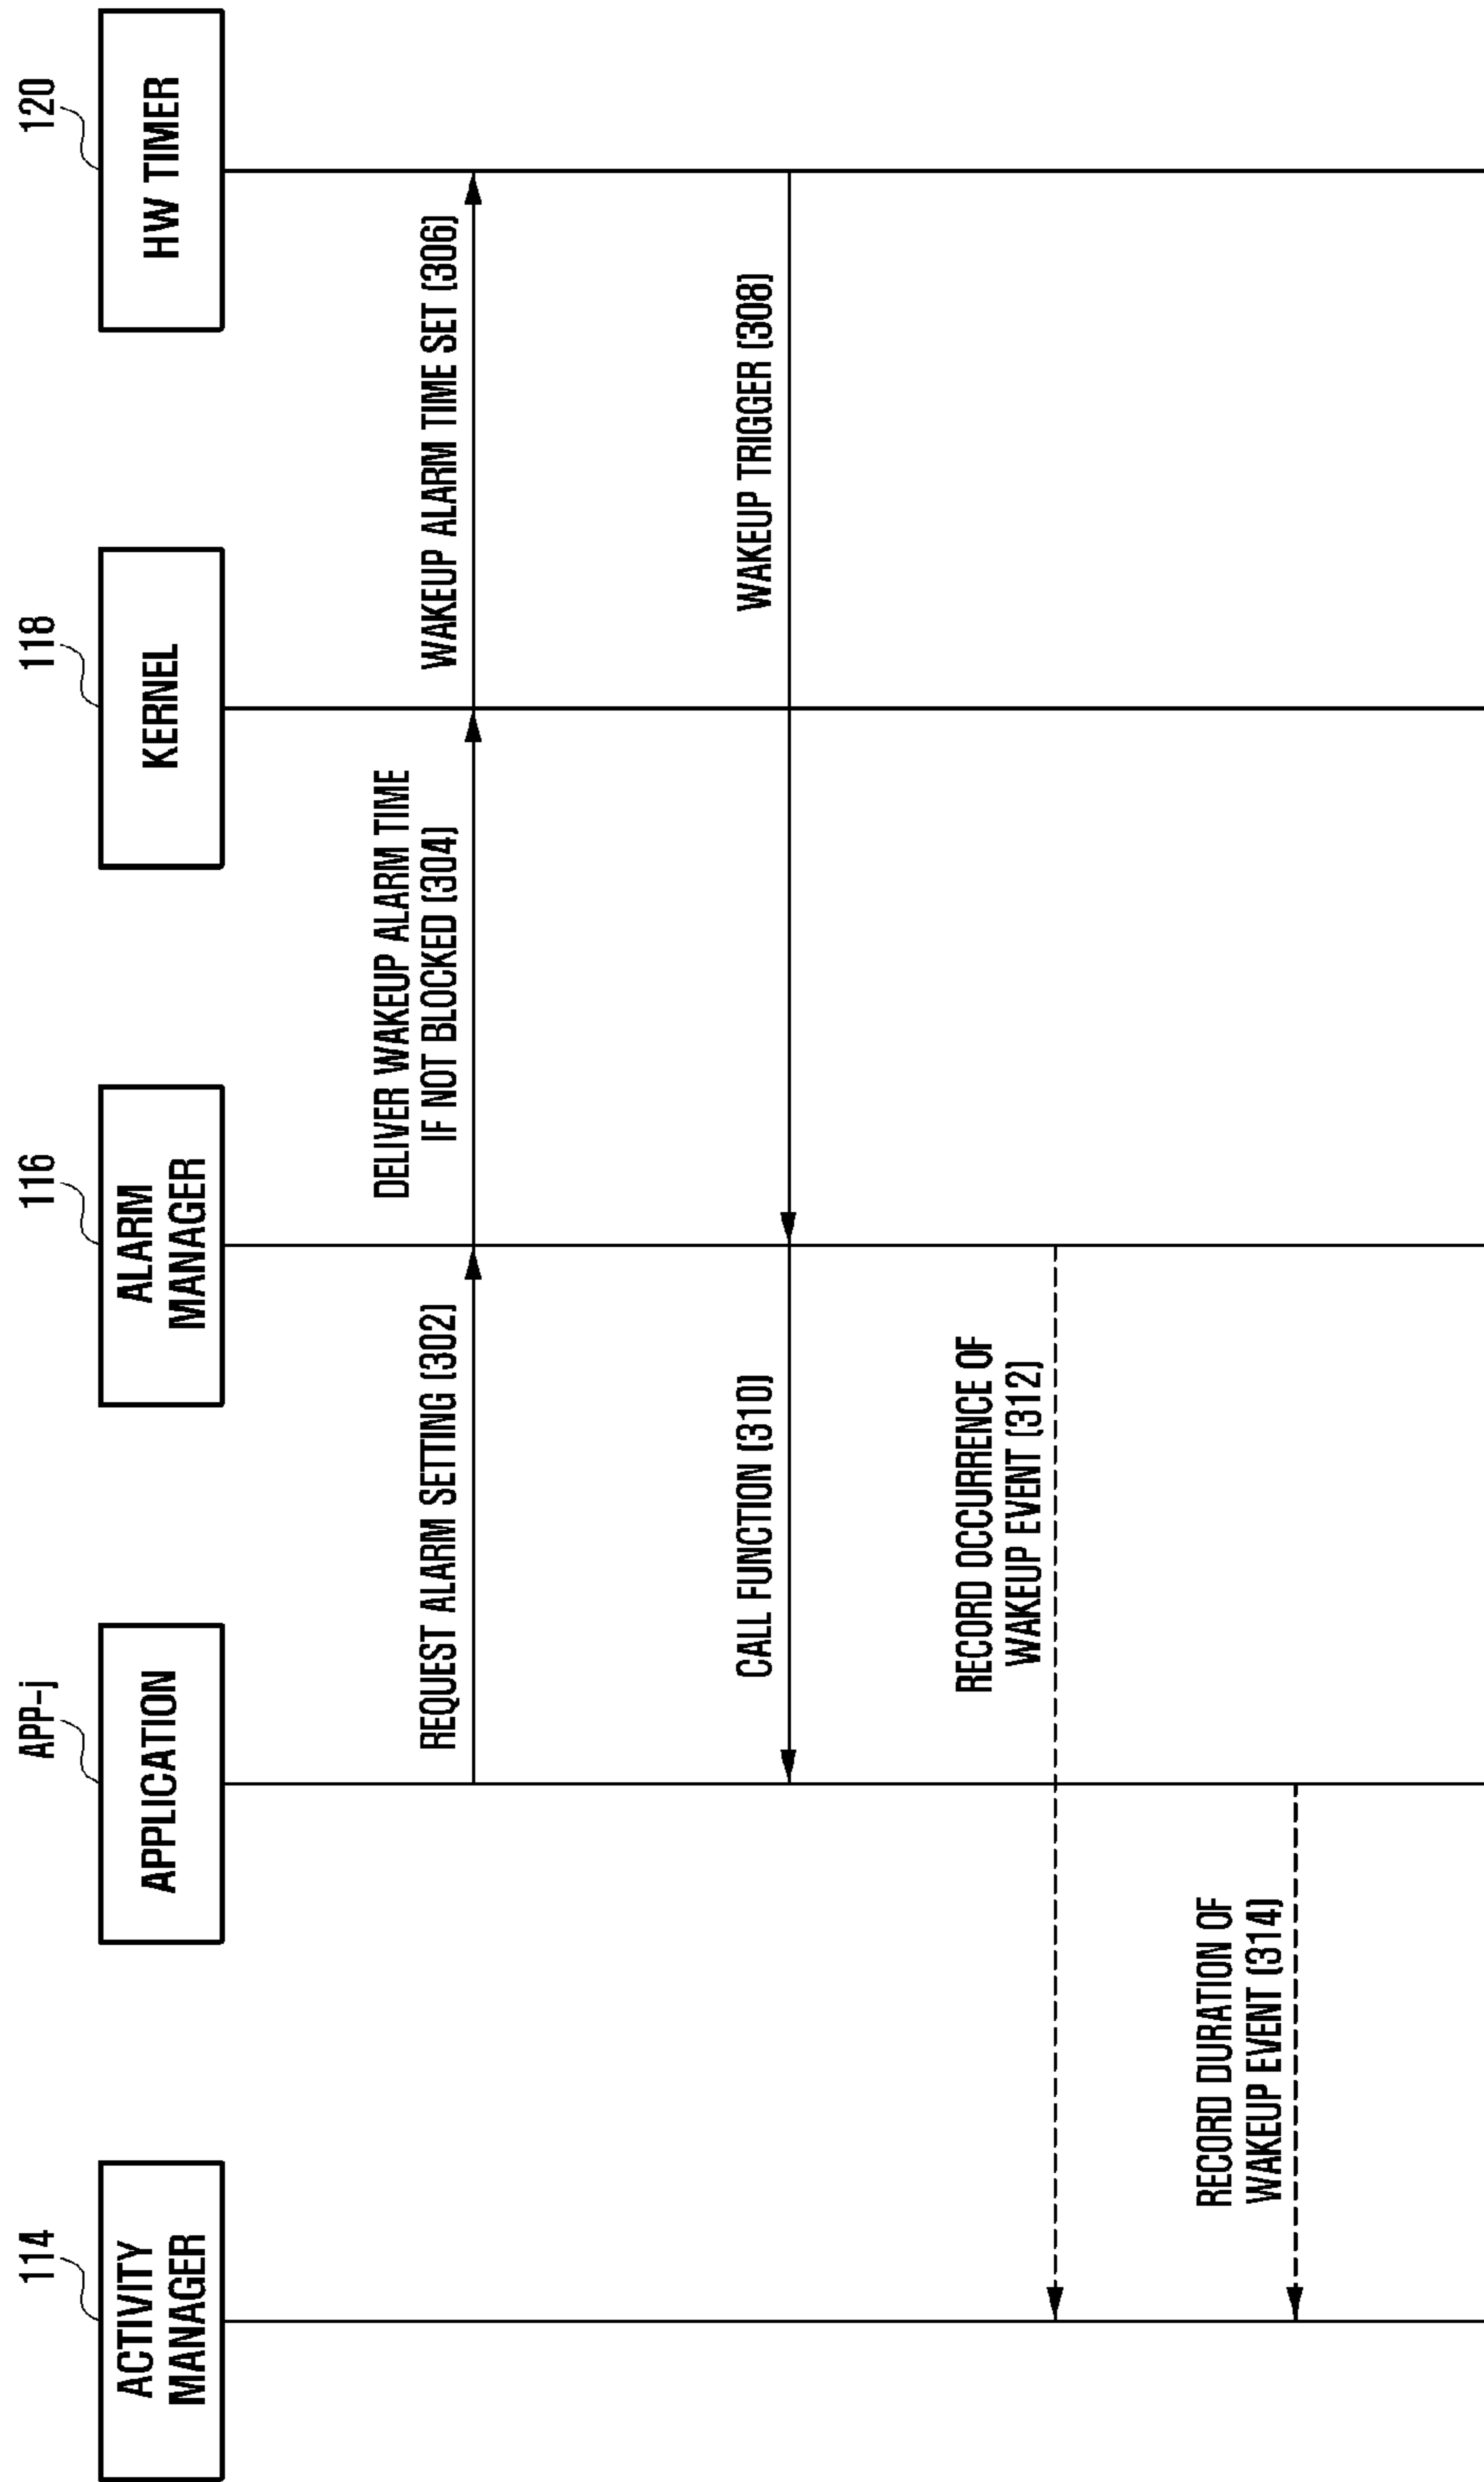 114
ACTIVITY
MANAGER
APP-j
APPLICATION
116
ALARM
MANAGER
118
KERNEL
120
HW TIMER
REQUEST ALARM SETTING (302)
DELIVER WAKEUP ALARM TIME
IF NOT BLOCKED (304)
WAKEUP ALARM TIME SET (306)
CALL FUNCTION (310)
WAKEUP TRIGGER (308)
RECORD OCCURRENCE OF
WAKEUP EVENT (312)
RECORD DURATION OF
WAKEUP EVENT (314)